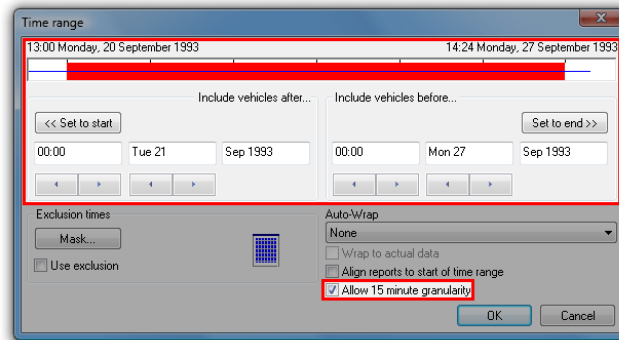 Time range
13:00 Monday, 20 September 1993 14:24 Monday, 27 September 1993
Include vehicles after... Include vehicles before...
<< Set to start Set to end >>
00:00 Tue 21 Sep 1993 00:00 Mon 27 Sep 1993
Exclusion times Auto-Wrap
Mask... None
Wrap to actual data
Use exclusion Align reports to start of time range
Allow 15 minute granularity
OK Cancel